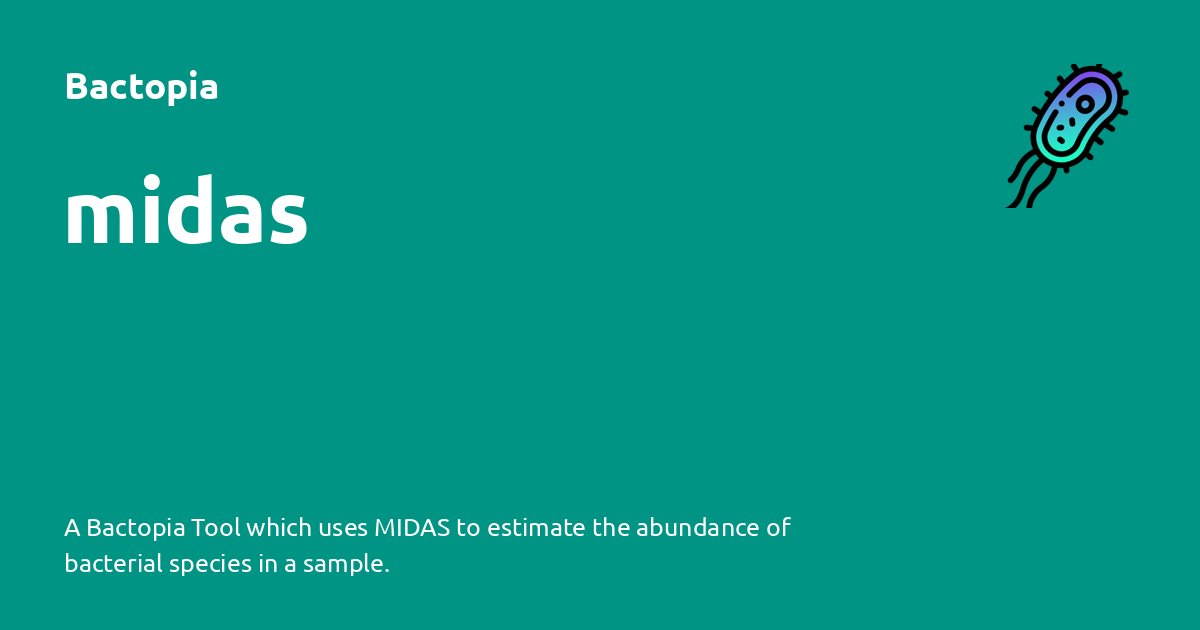 Bactopia
midas
A Bactopia Tool which uses MIDAS to estimate the abundance of
bacterial species in a sample.